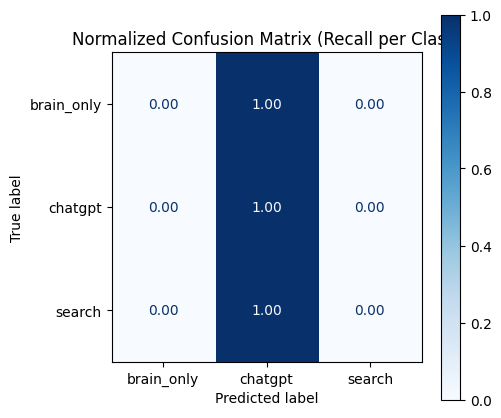 Normalized Confusion Matrix (Recall per Clas
1.0
brain_only 0.00 1.00 0.00
0.8
chatgpt 0.00 1.00 0.00
0.6
True label
0.4
search 0.00 1.00 0.00
0.2
brain_only chatgpt search
0.0
Predicted label